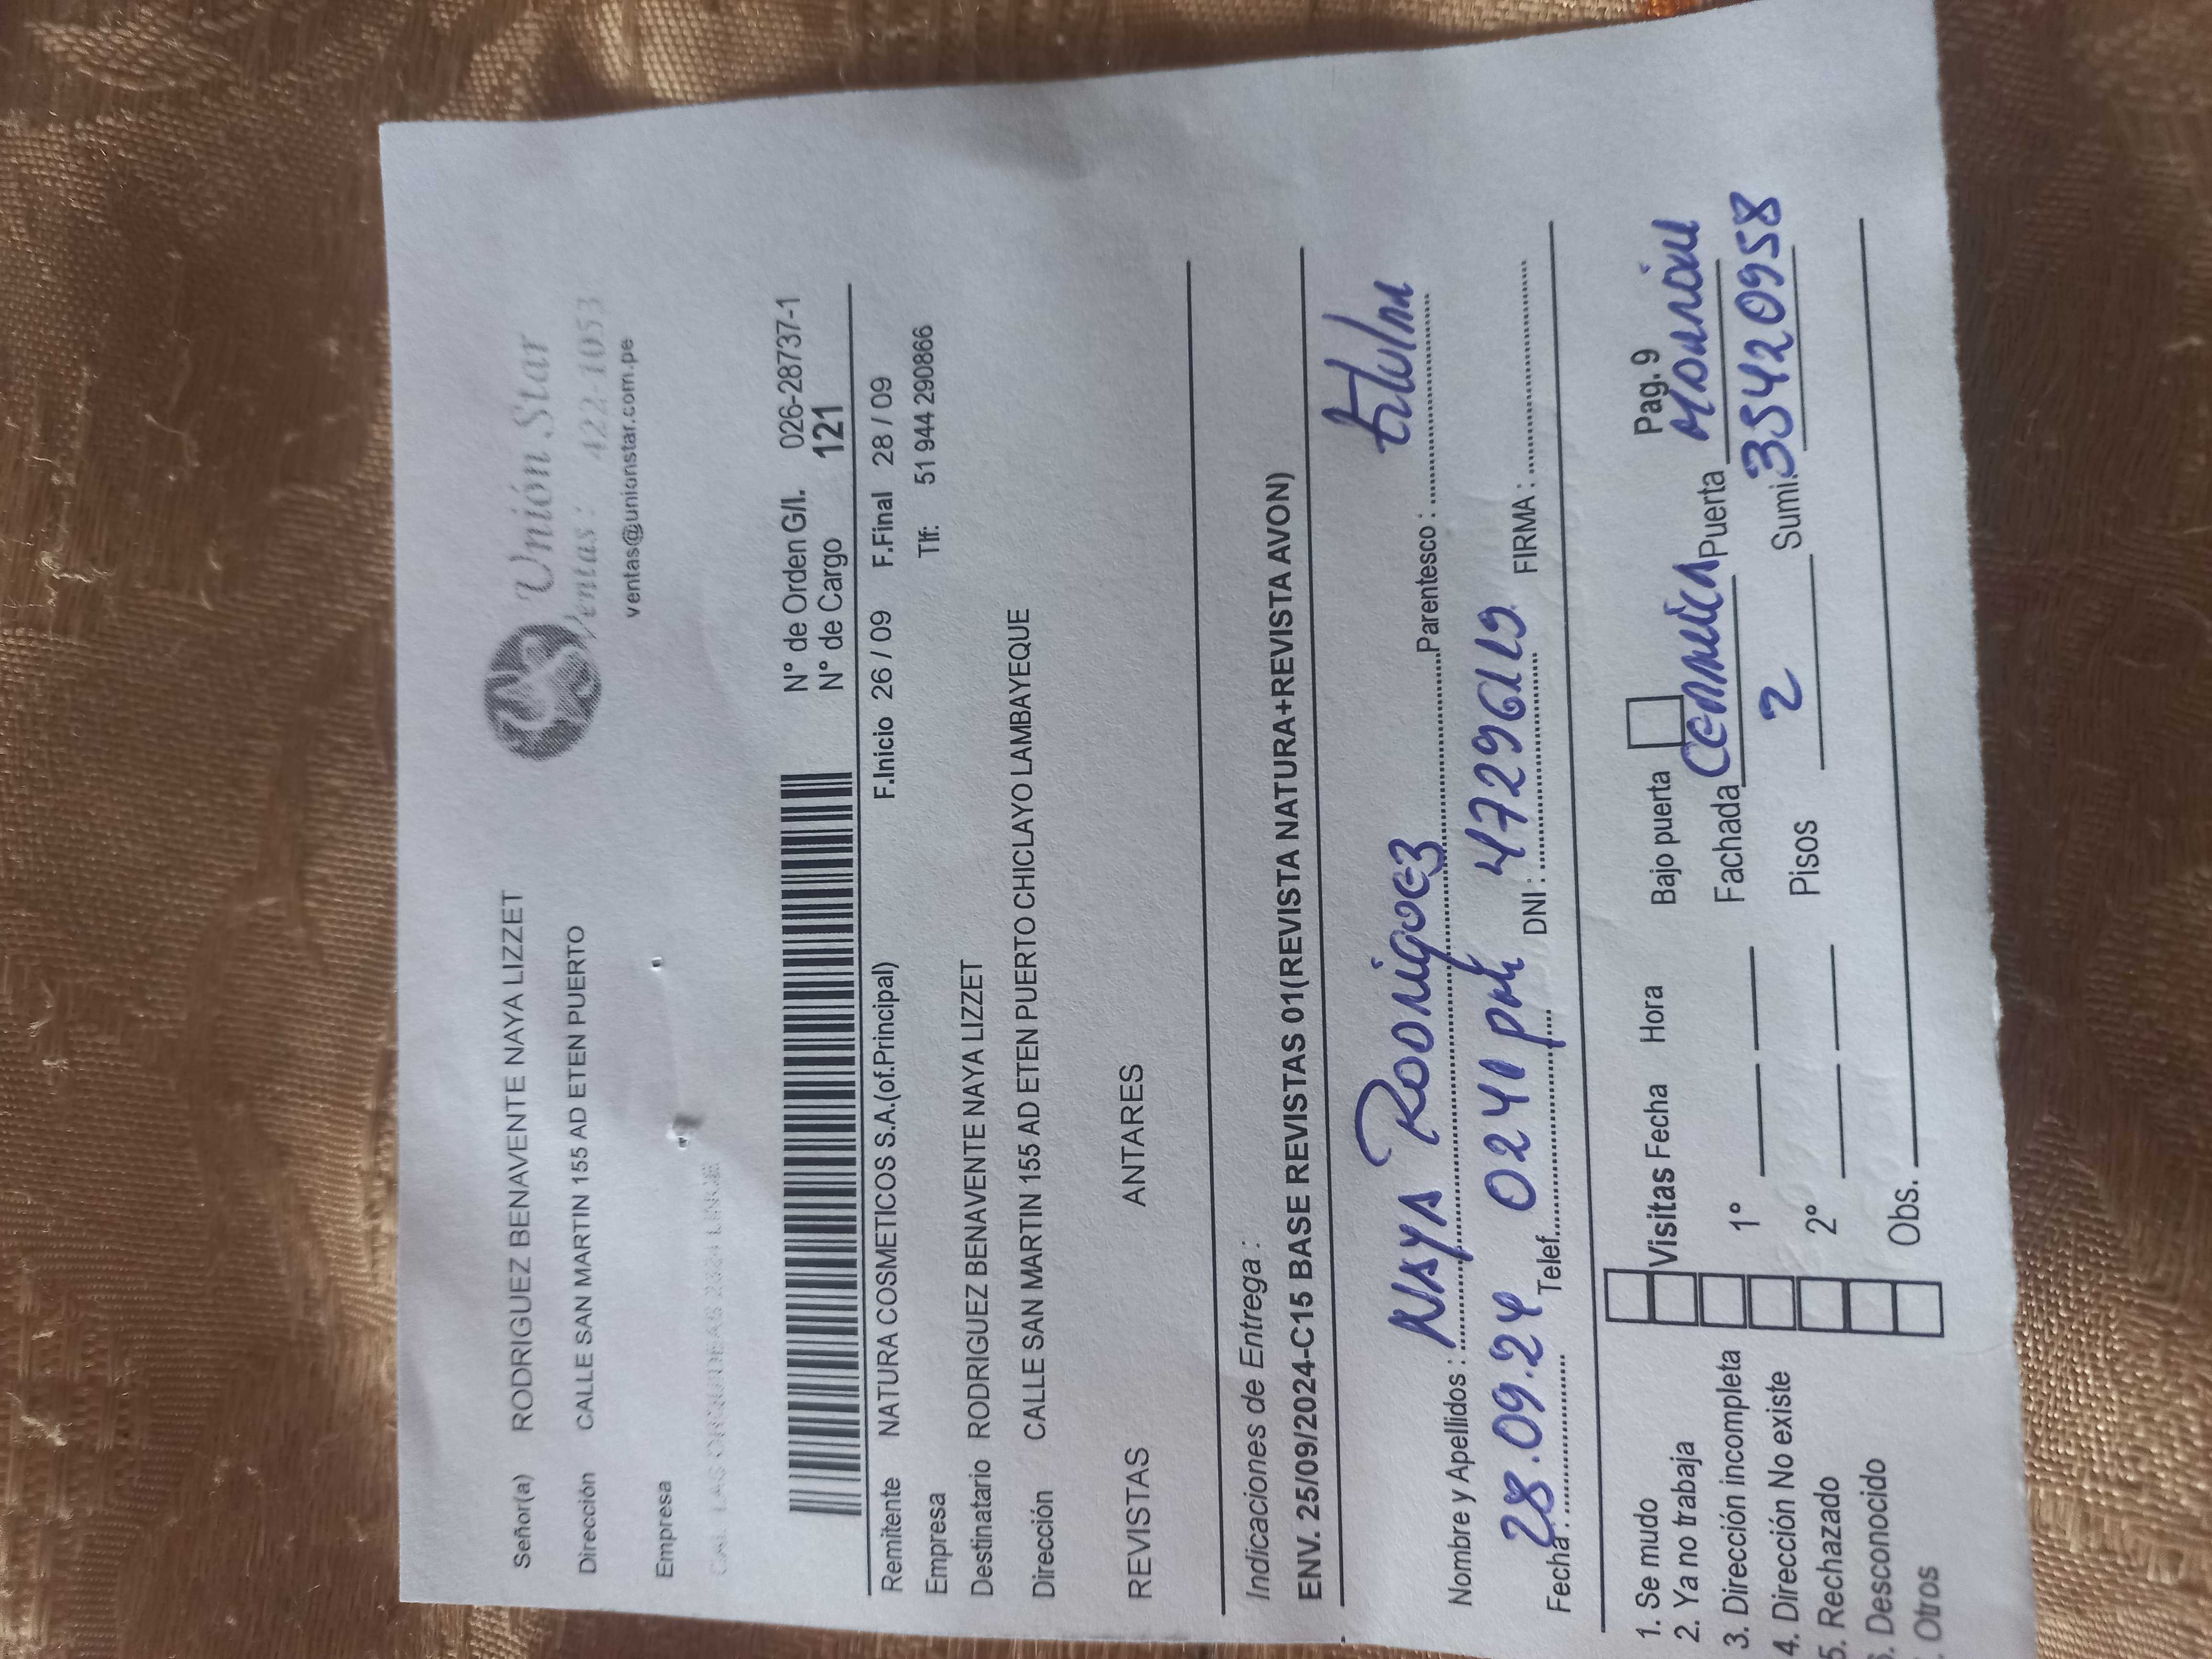 Unión Star
Ventas : 422-1053
ventas@unionstar.com.pe
Señor(a) RODRIGUEZ BENAVENTE NAYA LIZZET
Dirección CALLE SAN MARTIN 155 AD ETEN PUERTO
Empresa
N° de Orden G/I. 026-28737-1
N° de Cargo 121
Remitente NATURA COSMETICOS S.A.(of.Principal) F.Inicio 26 / 09 F.Final 28 / 09
Empresa Tlf: 51 944 290866
Destinatario RODRIGUEZ BENAVENTE NAYA LIZZET
Dirección CALLE SAN MARTIN 155 AD ETEN PUERTO CHICLAYO LAMBAYEQUE
REVISTAS ANTARES
Indicaciones de Entrega :
ENV. 25/09/2024-C15 BASE REVISTAS 01(REVISTA NATURA+REVISTA AVON)
Nombre y Apellidos : NAYA RODRIGUEZ Parentesco :
Fecha : 28.09.24 Telef. 0241 pm DNI : FIRMA :
Pag. 9
1. Se mudo Visitas Fecha Hora Bajo puerta
2. Ya no trabaja
3. Dirección incompleta 1° Fachada Puerta
4. Dirección No existe
5. Rechazado 2° Pisos 2 Sumi. 35420958
6. Desconocido
Otros Obs.